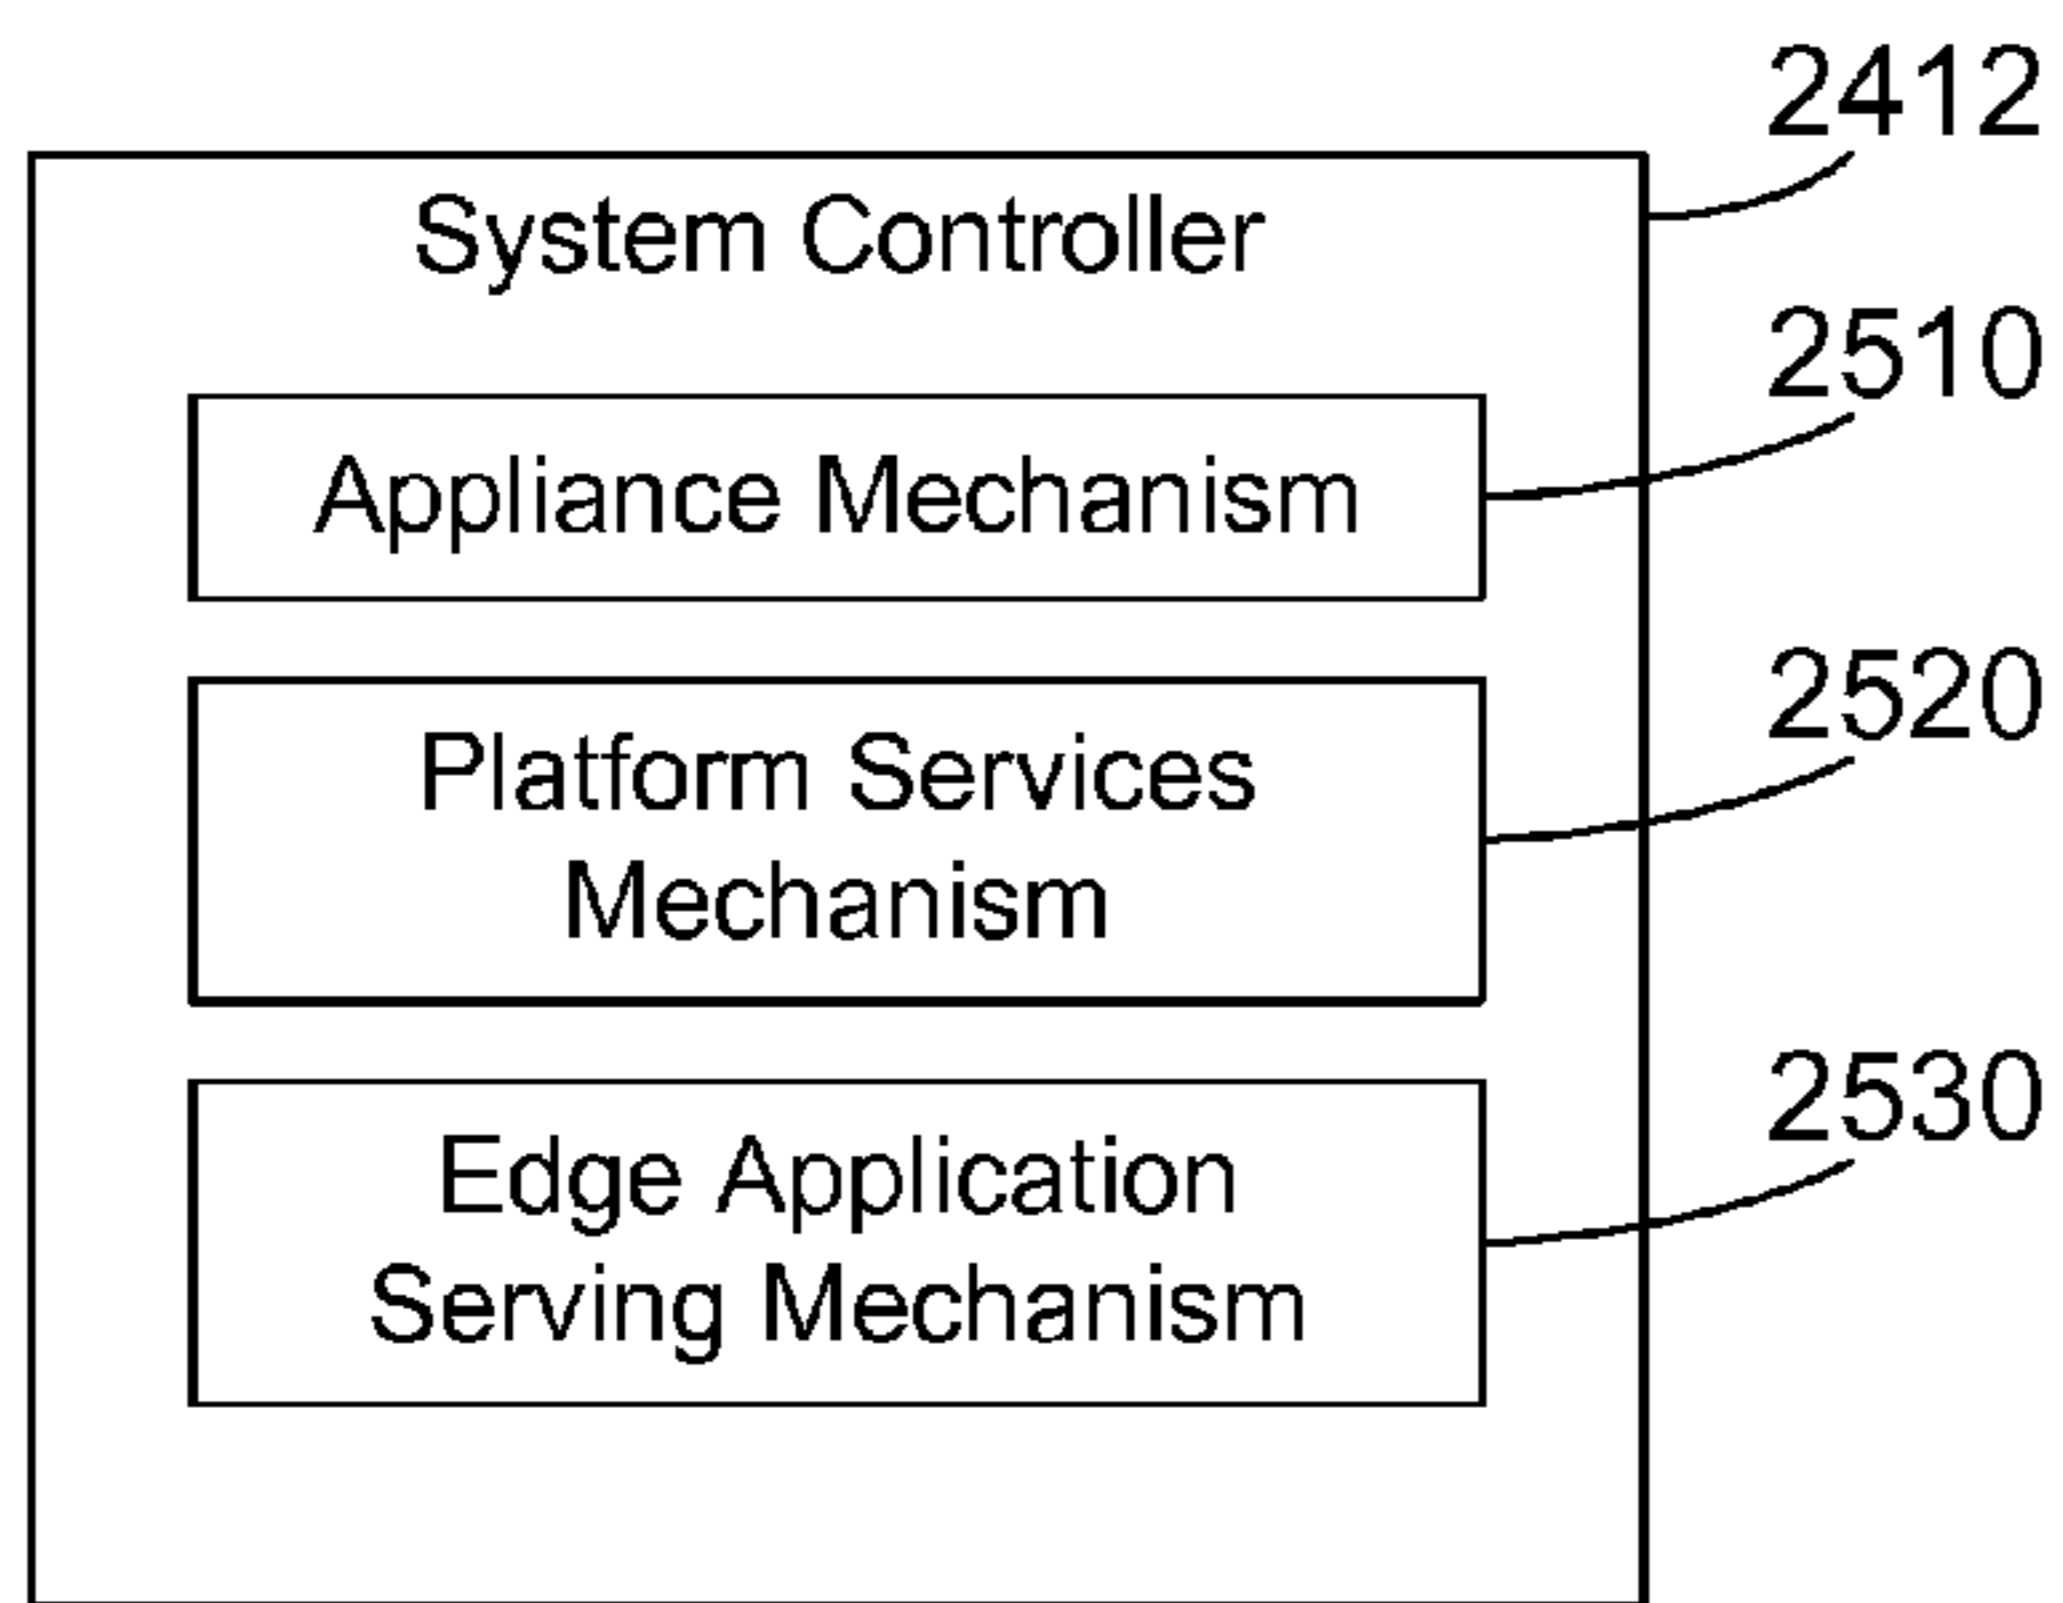 2412
System Controller
2510
Appliance Mechanism
2520
Platform Services
Mechanism
2530
Edge Application
Serving Mechanism